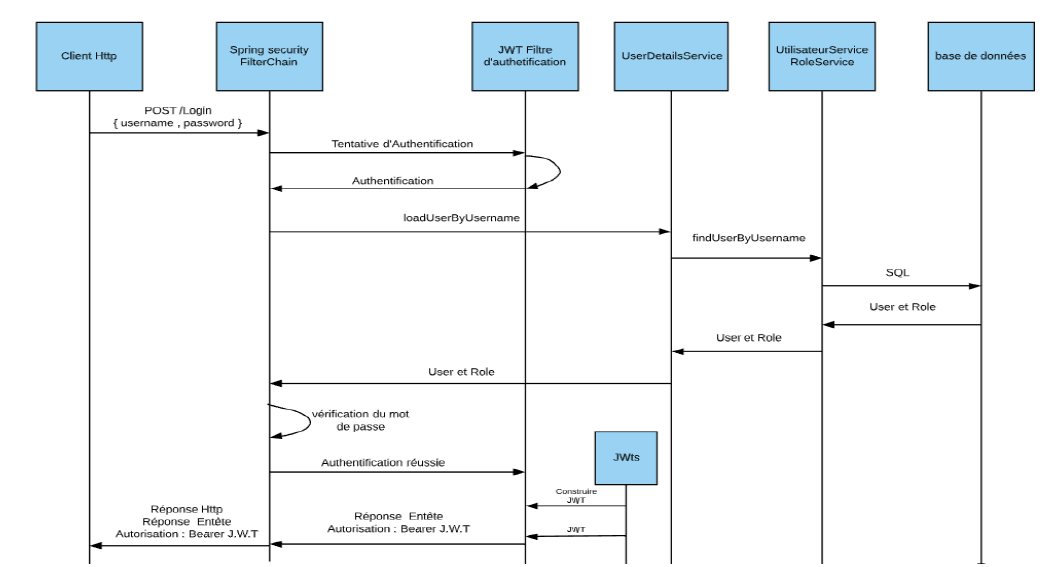 Client Http
Spring security
FilterChain
JWT Filtre
d'authetification
UserDetailsService
UtilisateurService
RoleService
base de données
POST /Login
{ username , password }
Tentative d'Authentification
Authentification
loadUserByUsername
findUserByUsername
SQL
User et Role
User et Role
User et Role
vérification du mot
de passe
Authentification réussie
JWts
Construire
JWT
JWT
Réponse Entête
Autorisation : Bearer J.W.T
Réponse Http
Réponse Entête
Autorisation : Bearer J.W.T